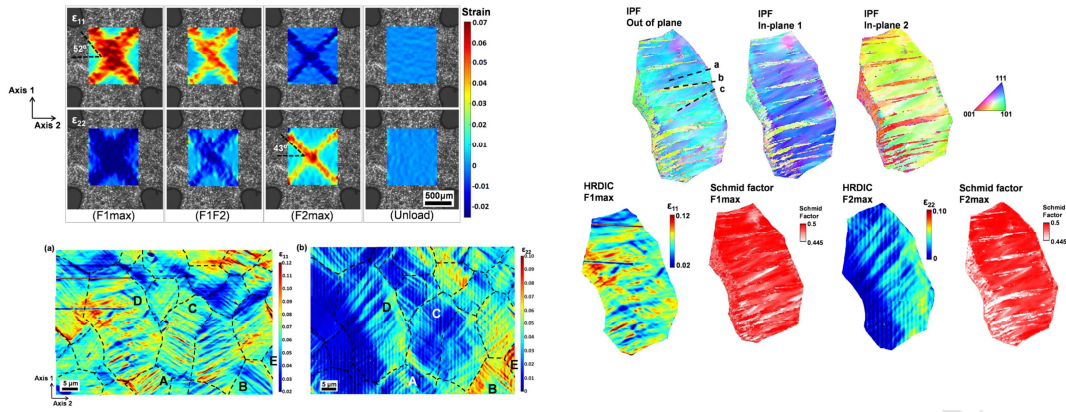 ε11
52º
Strain
0.07
0.06
0.05
0.04
0.03
0.02
0.01
0
-0.01
-0.02
Axis 1
Axis 2
ε22
43º
500μm
(F1max)
(F1F2)
(F2max)
(Unload)
(a)
ε11
0.12
0.11
0.10
0.09
0.08
0.07
0.06
0.05
0.04
0.03
0.02
D
C
A
B
E
5 μm
Axis 1
Axis 2
(b)
ε22
0.10
0.09
0.08
0.07
0.06
0.05
0.04
0.03
0.02
0.01
0
D
C
A
B
E
5 μm
IPF
Out of plane
a
b
c
IPF
In-plane 1
IPF
In-plane 2
111
001
101
HRDIC
F1max
ε11
0.12
0.02
Schmid factor
F1max
Schmid
Factor
0.5
0.445
HRDIC
F2max
ε22
0.10
0
Schmid factor
F2max
Schmid
Factor
0.5
0.445